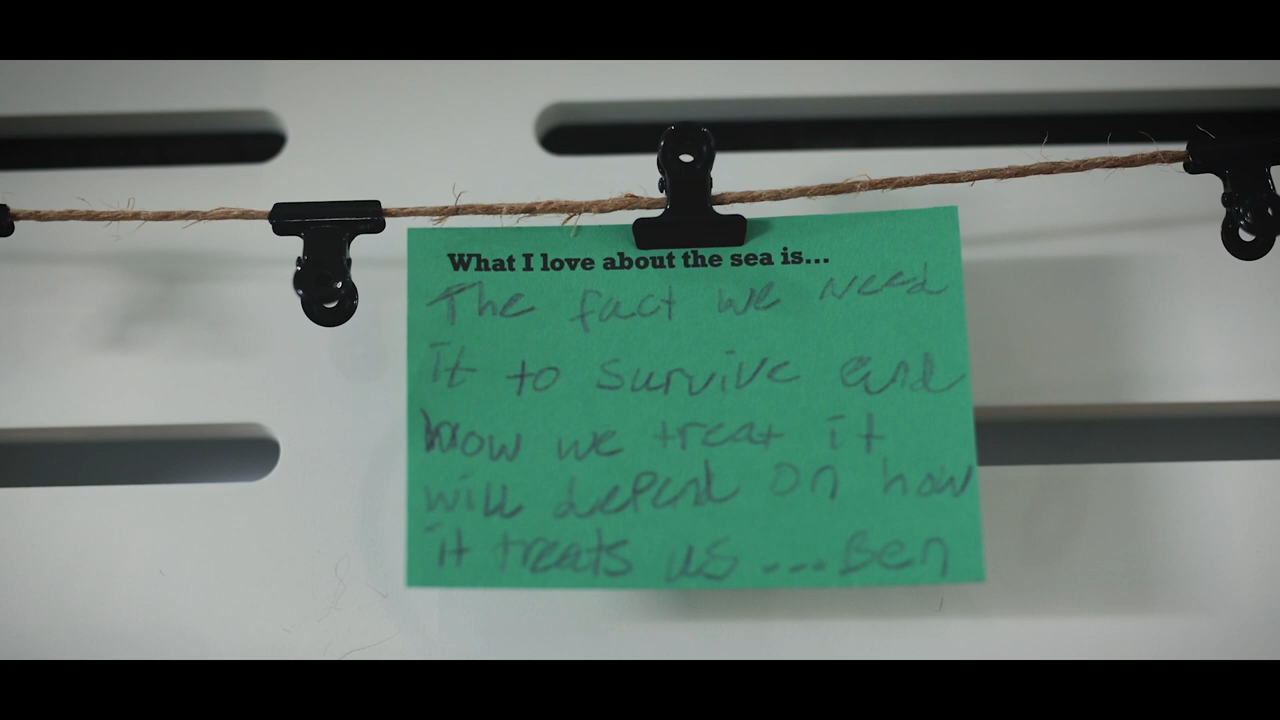 What I love about the sea is...
The fact we need
it to survive and
how we treat it
will depend on how
it treats us ... Ben